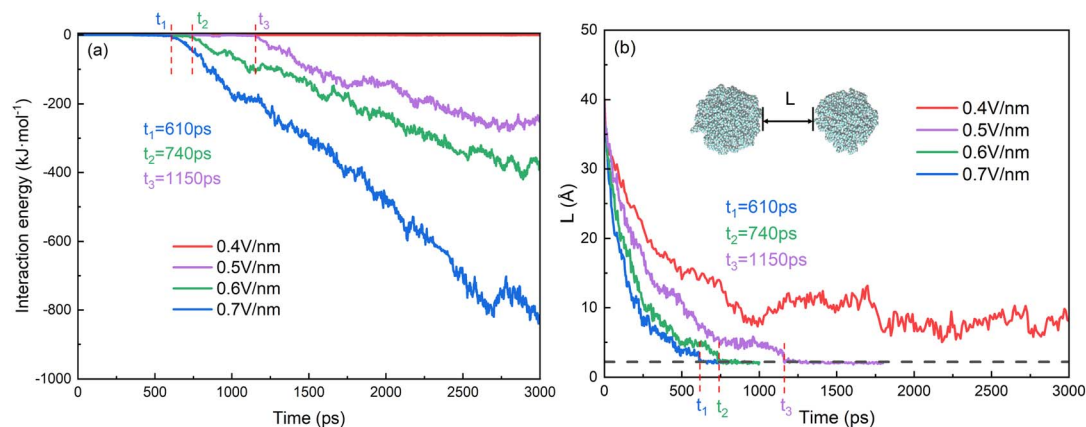 t₁ t₂ t₃
(a)
0
-200
-400
-600
-800
-1000
Interaction energy (kJ·mol⁻¹)
t₁=610ps
t₂=740ps
t₃=1150ps
0.4V/nm
0.5V/nm
0.6V/nm
0.7V/nm
0 500 1000 1500 2000 2500 3000
Time (ps)
(b)
50
40
30
20
10
0
L (Å)
L
0.4V/nm
0.5V/nm
0.6V/nm
0.7V/nm
t₁=610ps
t₂=740ps
t₃=1150ps
0 500 1000 1500 2000 2500 3000
t₁ t₂ t₃
Time (ps)